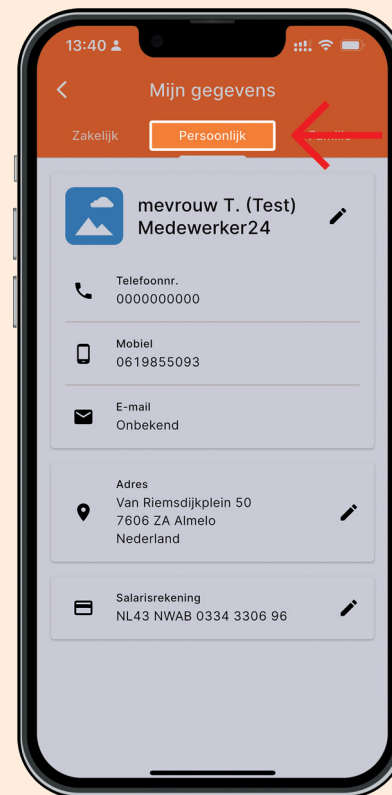 13:40
Mijn gegevens
Zakelijk Persoonlijk Familie
mevrouw T. (Test)
Medewerker24
Telefoonnr.
0000000000
Mobiel
0619855093
E-mail
Onbekend
Adres
Van Riemsdijkplein 50
7606 ZA Almelo
Nederland
Salarisrekening
NL43 NWAB 0334 3306 96